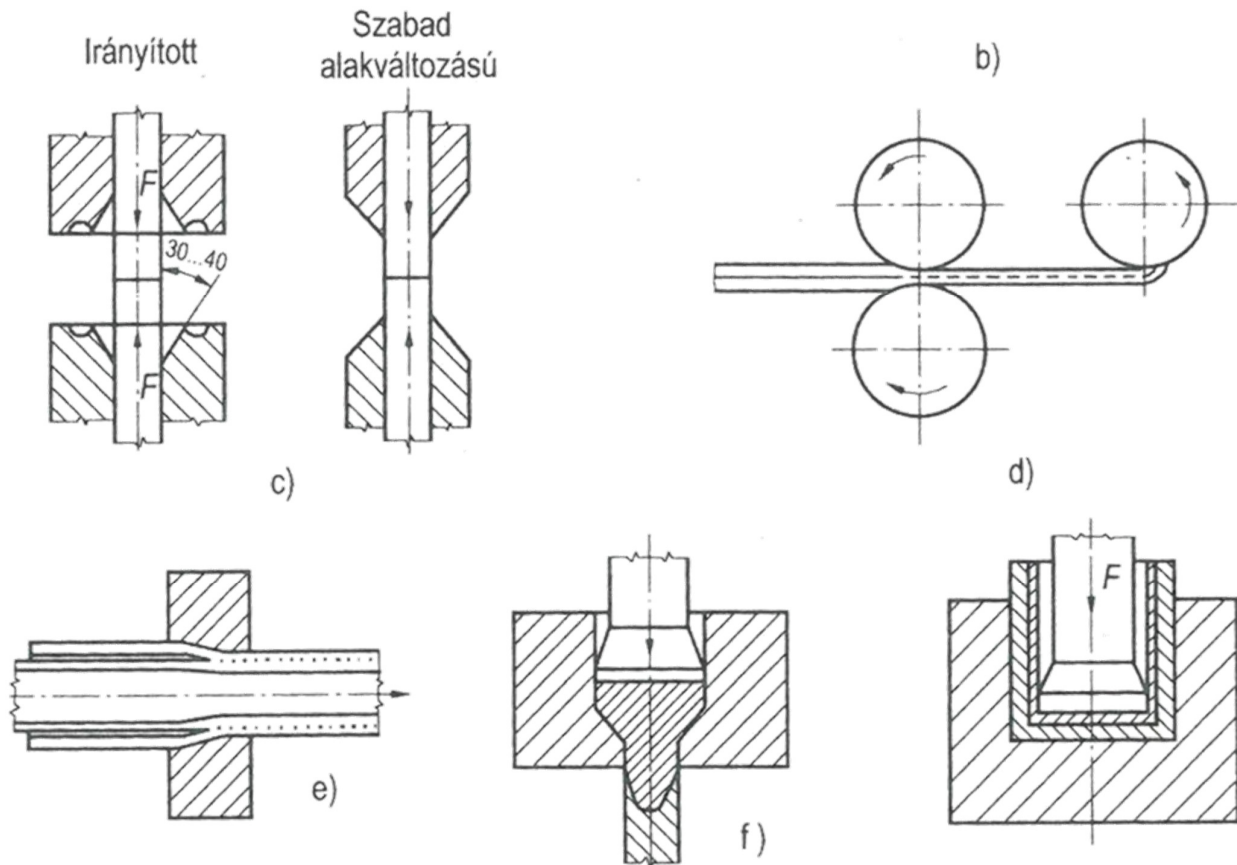 Irányított
Szabad
alakváltozású
b)
F
30...40
F
c)
d)
F
e)
f)